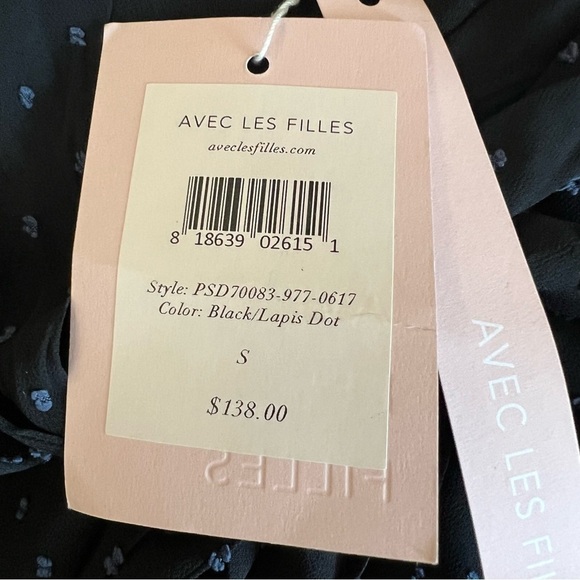 AVEC LES FILLES
aveclesfilles.com
8 18639 02615 1
Style: PSD70083-977-0617
Color: Black/Lapis Dot
S
$138.00
FILLES
AVEC LES FI